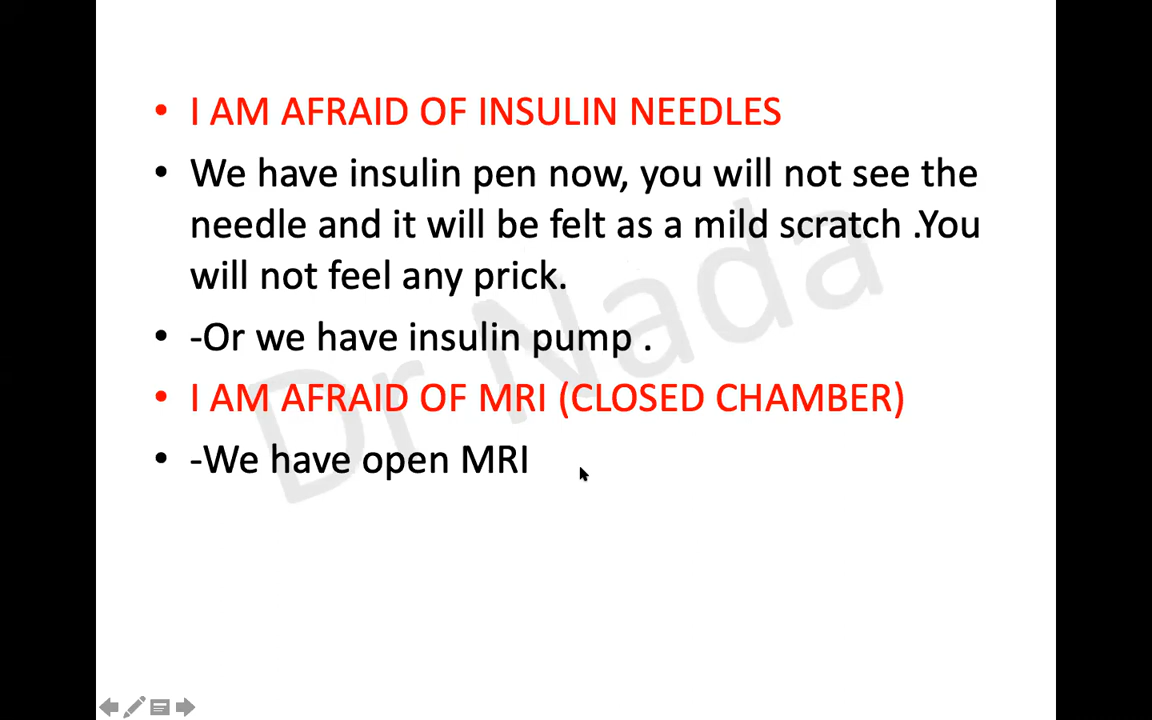 • I AM AFRAID OF INSULIN NEEDLES
• We have insulin pen now, you will not see the
needle and it will be felt as a mild scratch .You
will not feel any prick.
• -Or we have insulin pump .
• I AM AFRAID OF MRI (CLOSED CHAMBER)
• -We have open MRI
Dr Nada